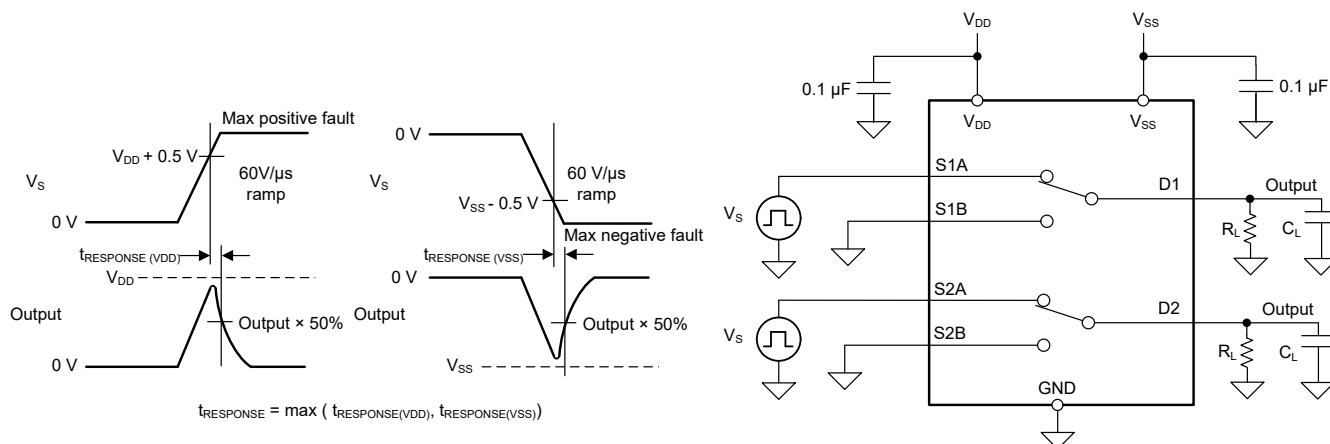 Max positive fault
V_DD + 0.5 V
60V/µs
ramp
V_S
0 V
t_RESPONSE (VDD)
V_DD
Output
Output × 50%
0 V
0 V
V_S
60 V/µs
ramp
V_SS - 0.5 V
Max negative fault
t_RESPONSE (VSS)
0 V
Output
Output × 50%
V_SS
t_RESPONSE = max ( t_RESPONSE(VDD), t_RESPONSE(VSS))
V_DD
V_SS
0.1 µF
0.1 µF
V_DD
V_SS
S1A
D1
Output
V_S
S1B
R_L
C_L
S2A
D2
Output
V_S
S2B
R_L
C_L
GND